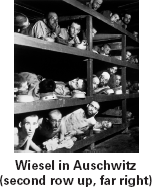 Wiesel in Auschwitz
(second row up, far right)